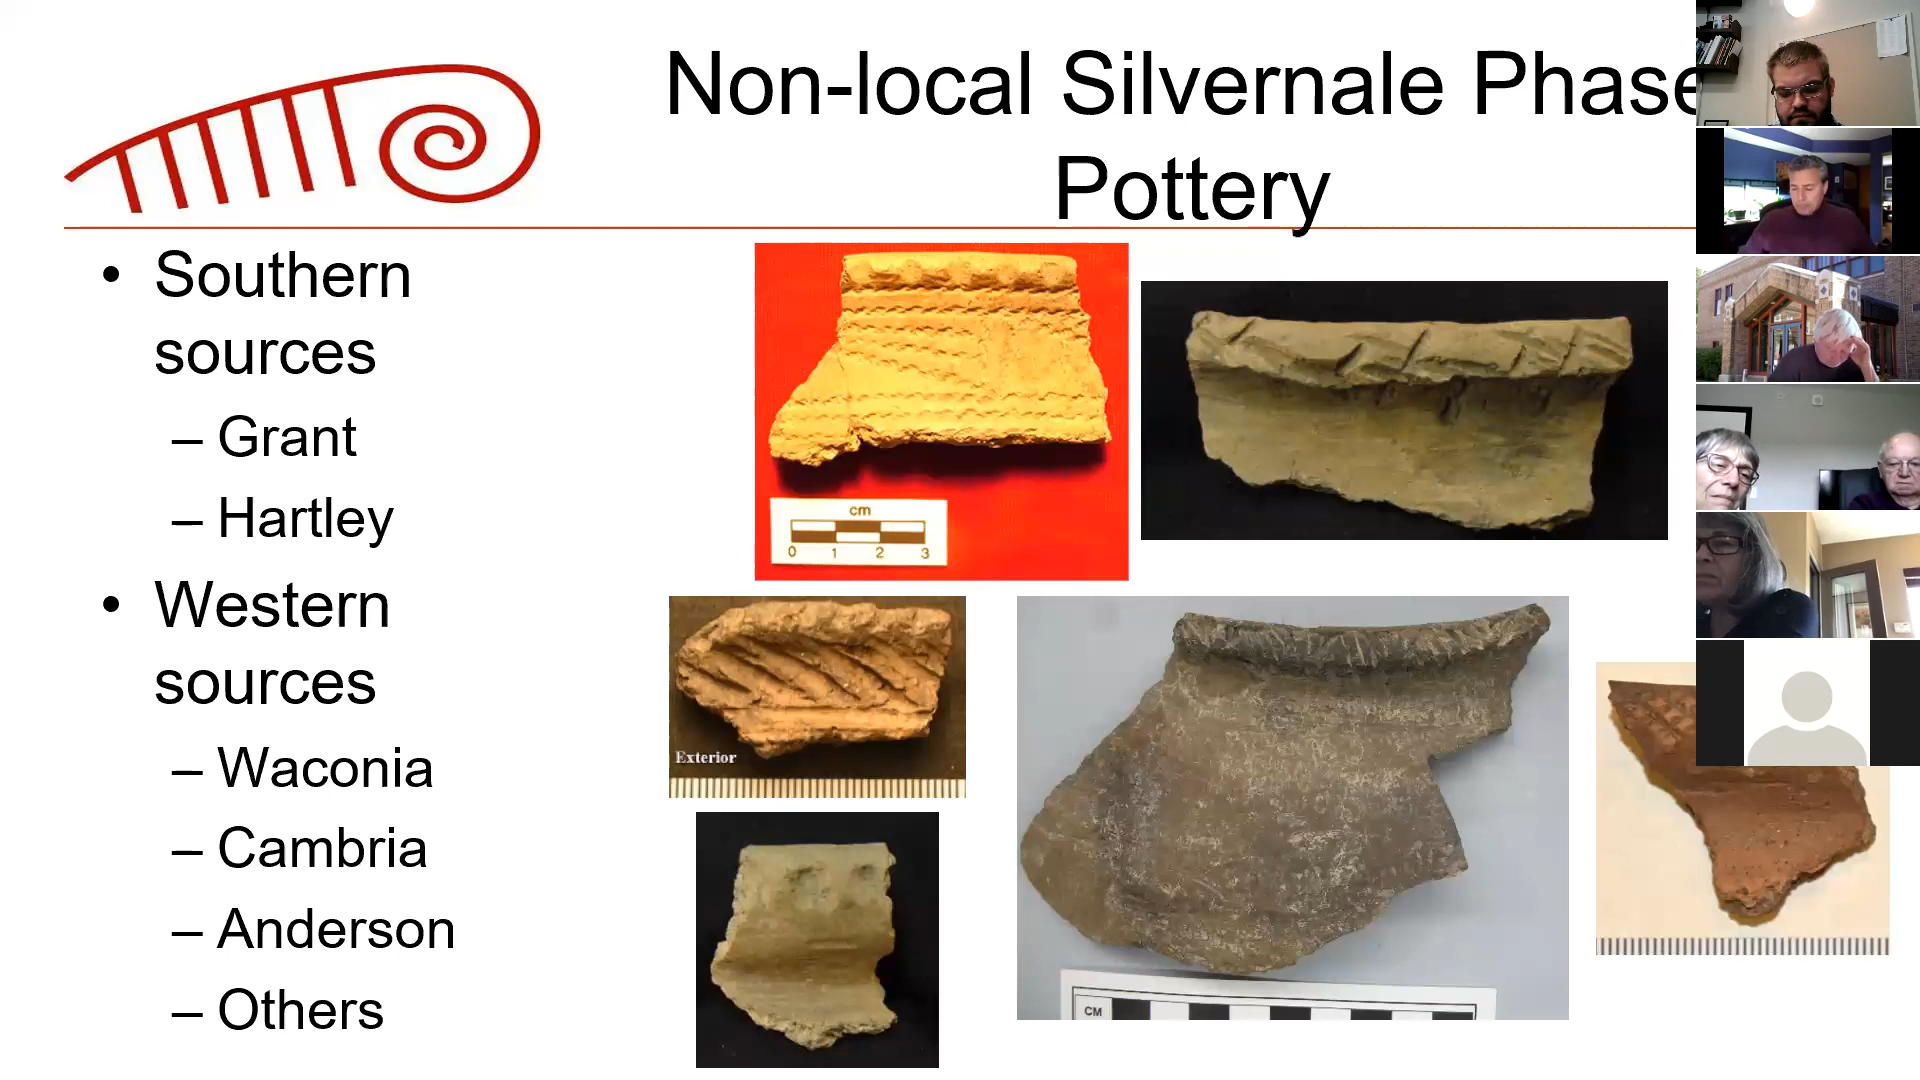 Non-local Silvernale Phase
Pottery
• Southern
sources
– Grant
– Hartley
• Western
sources
– Waconia
– Cambria
– Anderson
– Others
cm
0 1 2 3
Exterior
CM